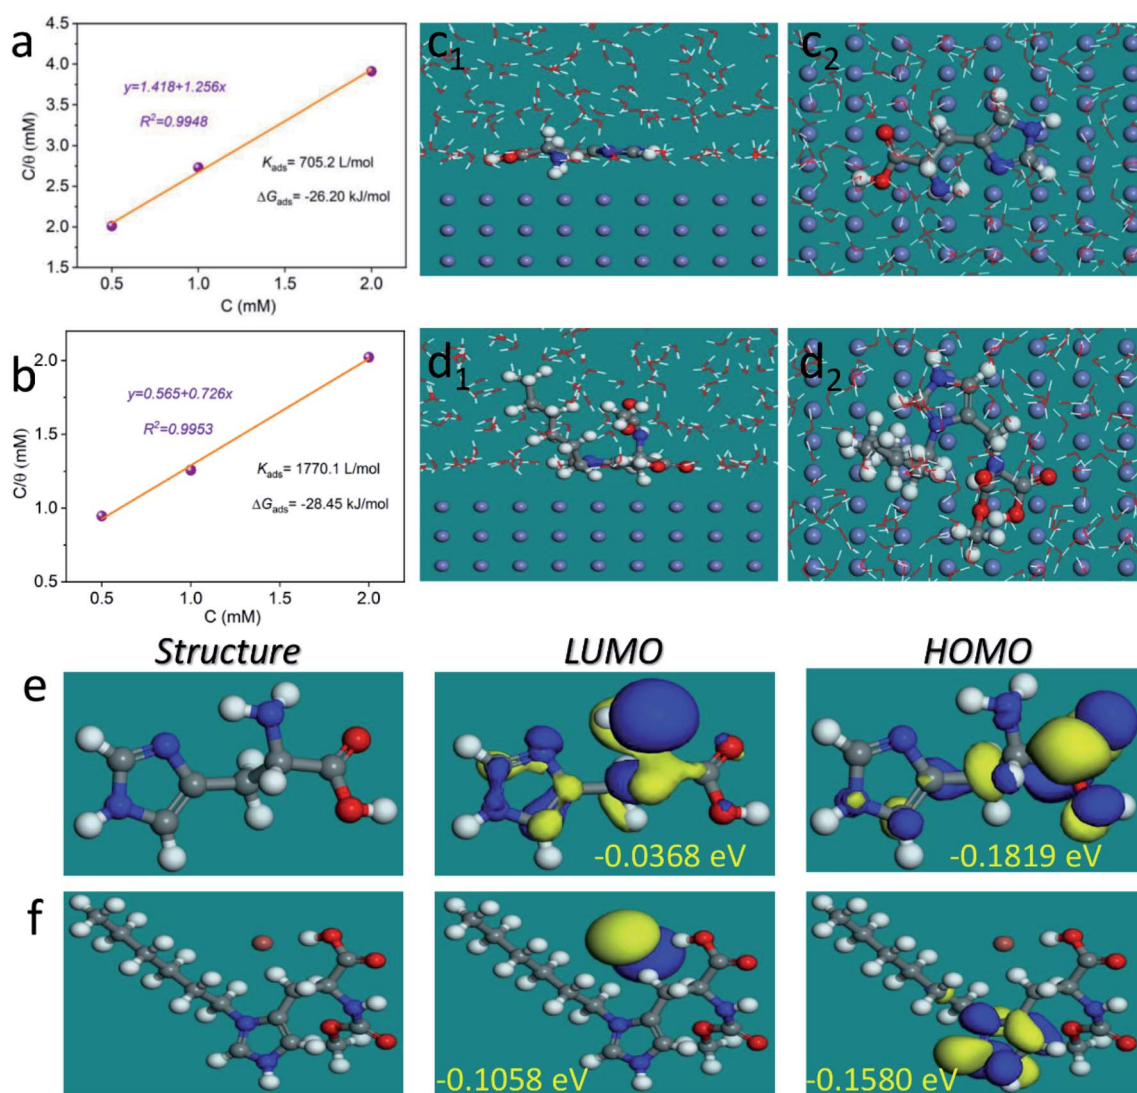 a
C/θ (mM)
4.5
4.0
3.5
3.0
2.5
2.0
1.5
y=1.418+1.256x
R²=0.9948
Kads= 705.2 L/mol
ΔGads= -26.20 kJ/mol
0.5 1.0 1.5 2.0
C (mM)
c1
c2
b
C/θ (mM)
2.0
1.5
1.0
0.5
y=0.565+0.726x
R²=0.9953
Kads= 1770.1 L/mol
ΔGads= -28.45 kJ/mol
0.5 1.0 1.5 2.0
C (mM)
d1
d2
Structure LUMO HOMO
e
-0.0368 eV
-0.1819 eV
f
-0.1058 eV
-0.1580 eV